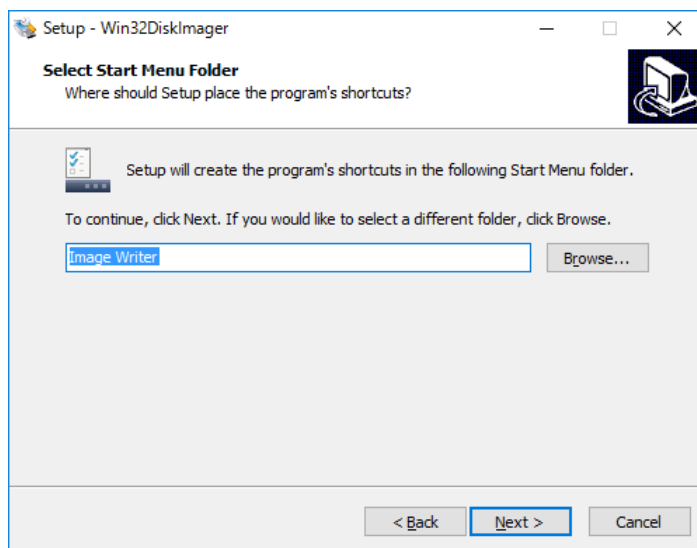 Setup - Win32DiskImager
Select Start Menu Folder
Where should Setup place the program's shortcuts?
Setup will create the program's shortcuts in the following Start Menu folder.
To continue, click Next. If you would like to select a different folder, click Browse.
Image Writer
Browse...
< Back
Next >
Cancel